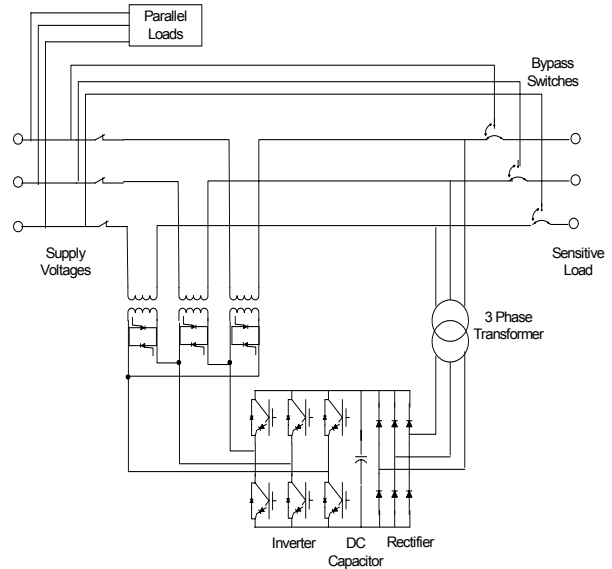 Parallel
Loads
Bypass
Switches
Supply
Voltages
Sensitive
Load
3 Phase
Transformer
Inverter
DC
Capacitor
Rectifier